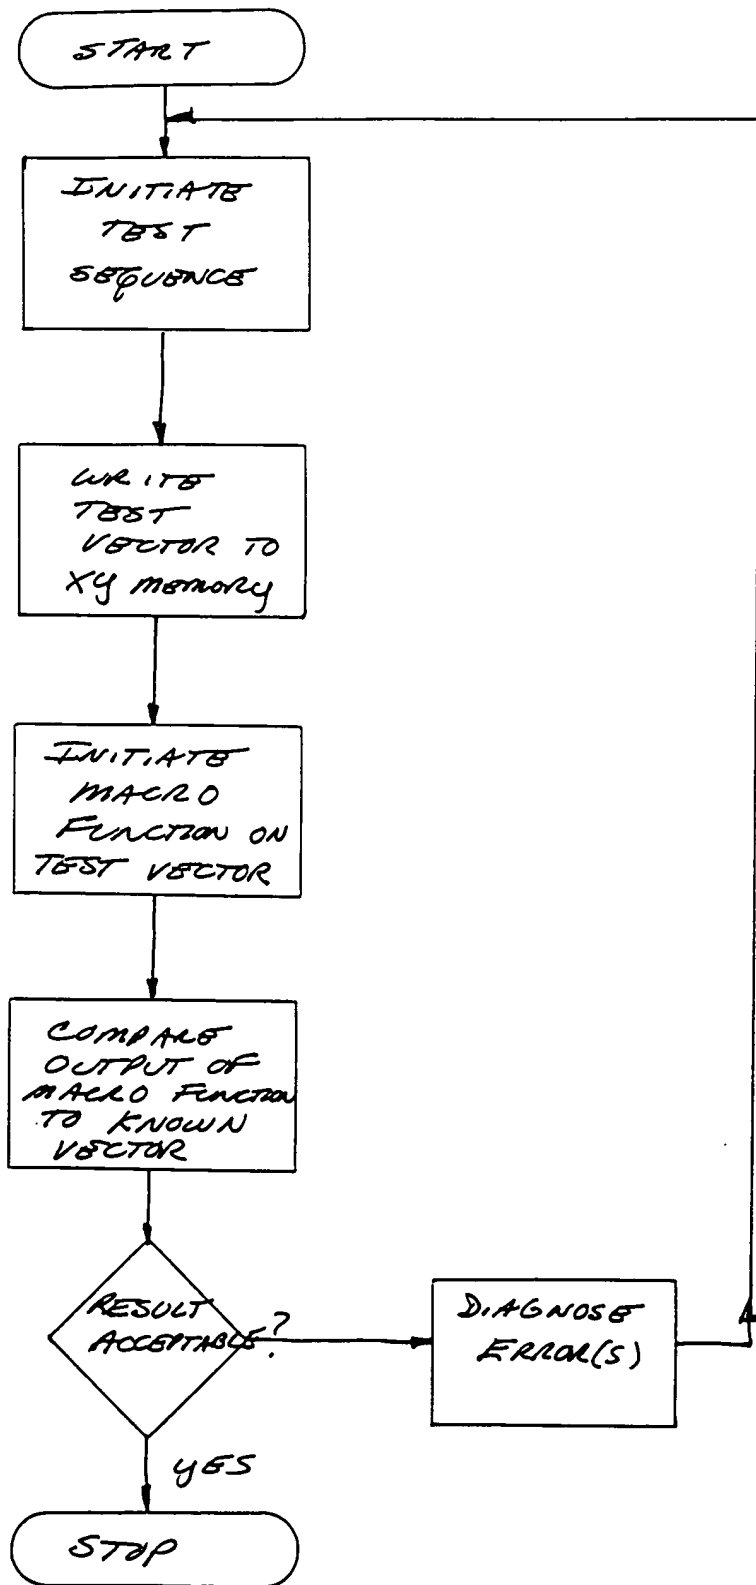 START
INITIATE
TEST
SEQUENCE
WRITE
TEST
VECTOR TO
XY MEMORY
INITIATE
MACRO
FUNCTION ON
TEST VECTOR
COMPARE
OUTPUT OF
MACRO FUNCTION
TO KNOWN
VECTOR
RESULT
ACCEPTABLE?
DIAGNOSE
ERROR(S)
YES
STOP